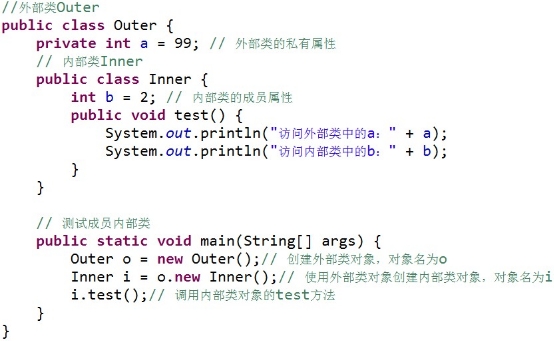 //外部类Outer
public class Outer {
    private int a = 99; // 外部类的私有属性
    // 内部类Inner
    public class Inner {
        int b = 2; // 内部类的成员属性
        public void test() {
            System.out.println("访问外部类中的a：" + a);
            System.out.println("访问内部类中的b：" + b);
        }
    }

    // 测试成员内部类
    public static void main(String[] args) {
        Outer o = new Outer();// 创建外部类对象，对象名为o
        Inner i = o.new Inner();// 使用外部类对象创建内部类对象，对象名为i
        i.test();// 调用内部类对象的test方法
    }
}